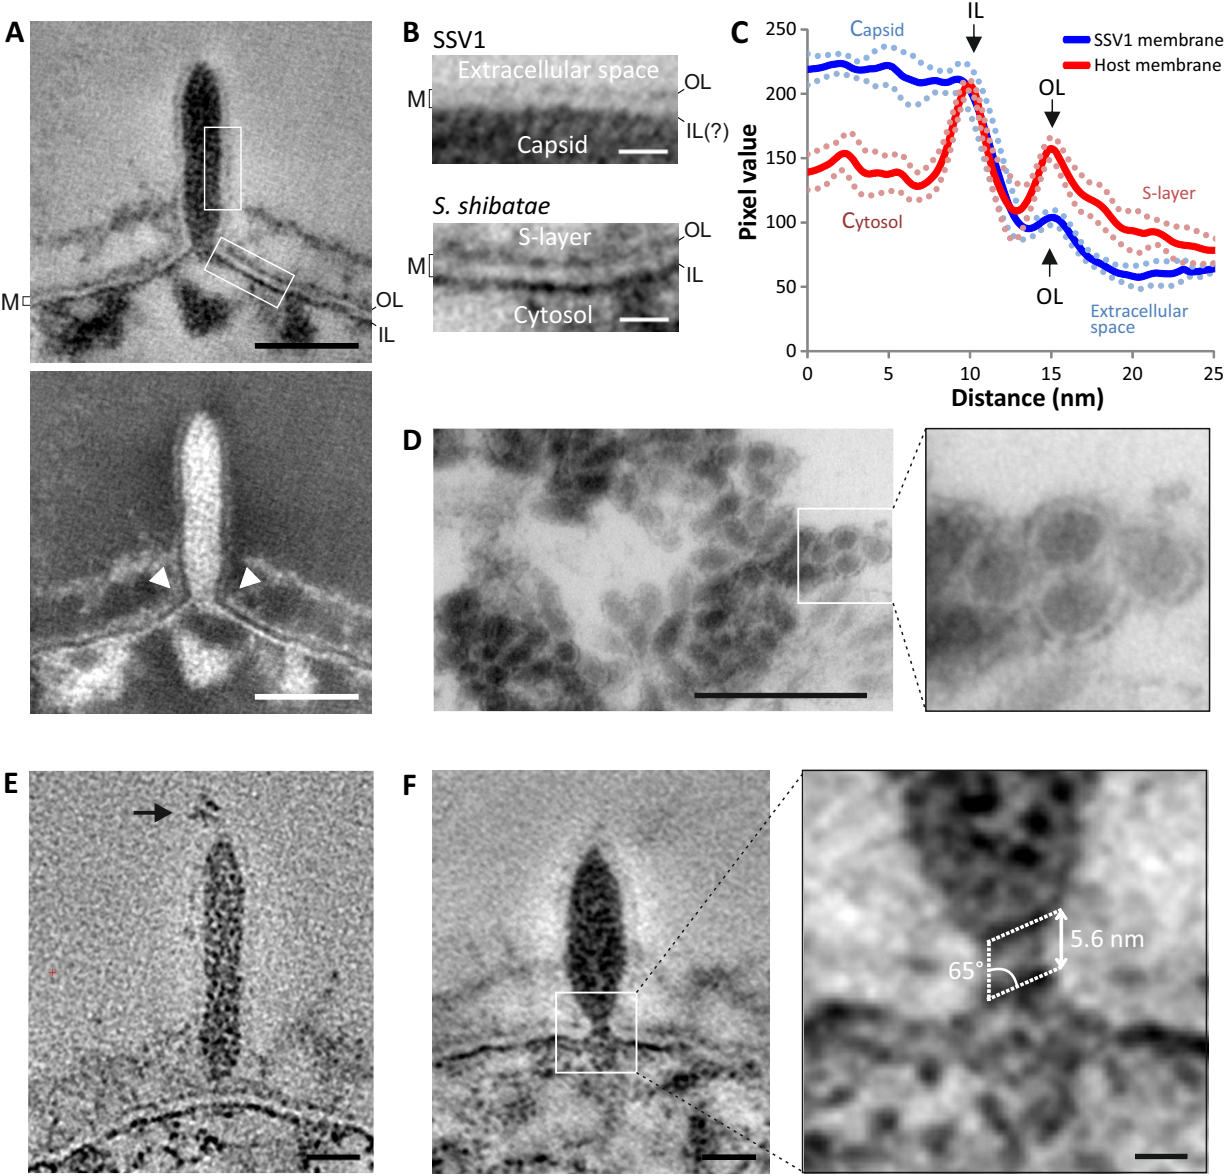 A
M
OL
IL
B
SSV1
Extracellular space
M
OL
IL(?)
Capsid
S. shibatae
S-layer
M
OL
IL
Cytosol
C
IL
Capsid
SSV1 membrane
Host membrane
OL
Pixel value
250
200
150
100
50
0
S-layer
Cytosol
OL
Extracellular
space
0
5
10
15
20
25
Distance (nm)
D
E
F
5.6 nm
65°